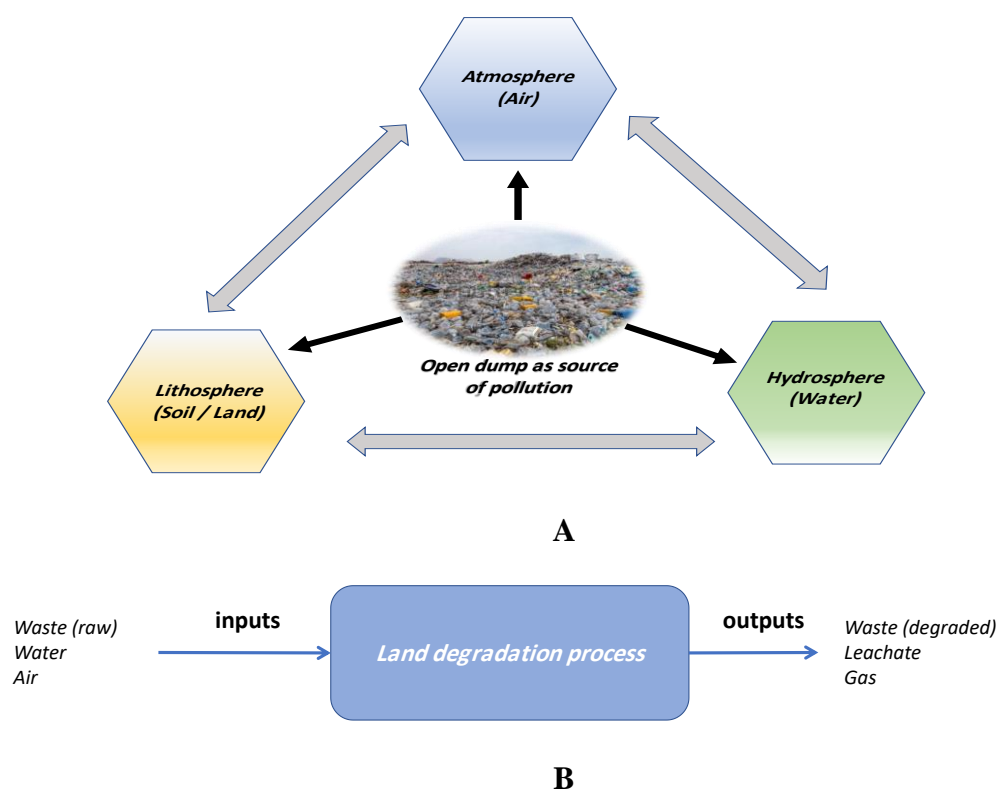 Atmosphere
(Air)
Lithosphere
(Soil / Land)
Open dump as source
of pollution
Hydrosphere
(Water)
A
Waste (raw)
Water
Air
inputs
Land degradation process
outputs
Waste (degraded)
Leachate
Gas
B